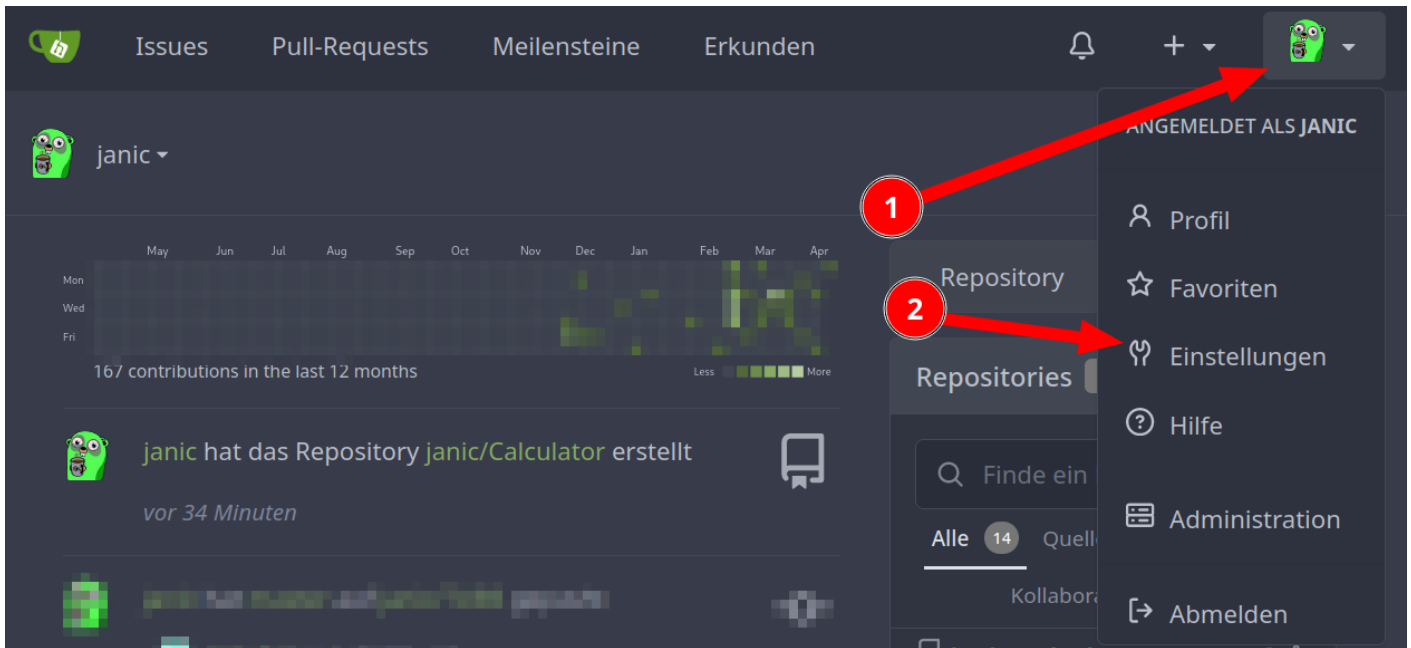 Issues Pull-Requests Meilensteine Erkunden
1
ANGEMELDET ALS JANIC
janic
Profil
May Jun Jul Aug Sep Oct Nov Dec Jan Feb Mar Apr
Mon
Wed
Fri
167 contributions in the last 12 months
Less More
Repository
2
Favoriten
Einstellungen
Repositories
Hilfe
janic hat das Repository janic/Calculator erstellt
vor 34 Minuten
Finde ein
Alle 14 Quell
Kollabora
Administration
Abmelden